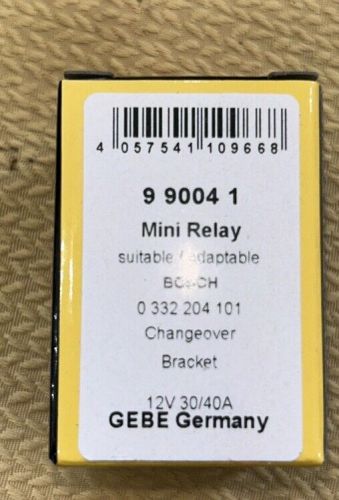 4 057541 109668
9 9004 1
Mini Relay
suitable / adaptable
BOSCH
0 332 204 101
Changeover
Bracket
12V 30/40A
GEBE Germany